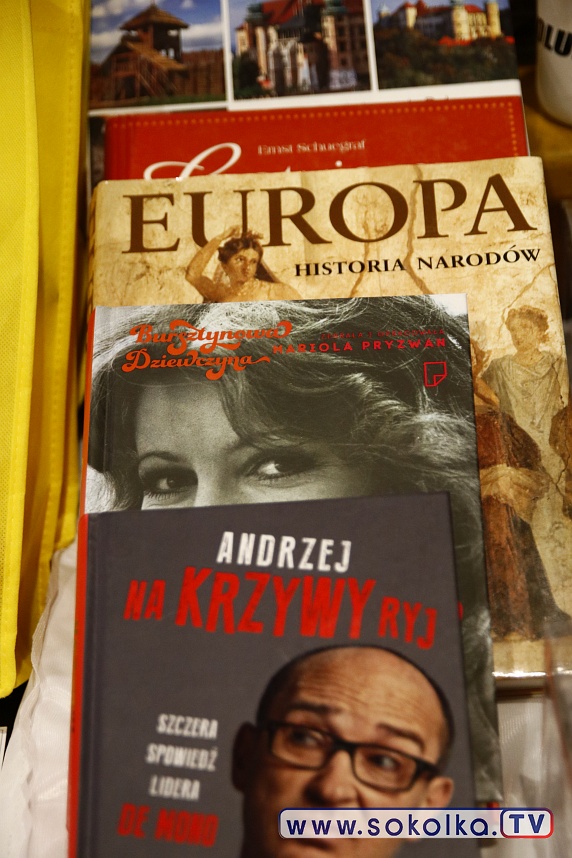 OLU
Ernst Schuegraf
EUROPA
HISTORIA NARODÓW
Bursztynowa
Dziewczyna
MARIOLA PRYZWAN
ANDRZEJ
NA KRZYWY RYJ
SZCZERA
SPOWIEDŹ
LIDERA
DE MONO
www.sokolka.TV